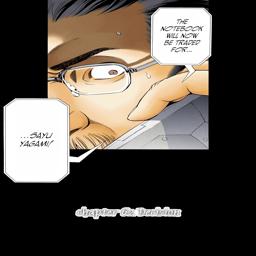 THE
NOTEBOOK
WILL NOW
BE TRADED
FOR...
...SAYU
YAGAMI!
chapter 62: Decision